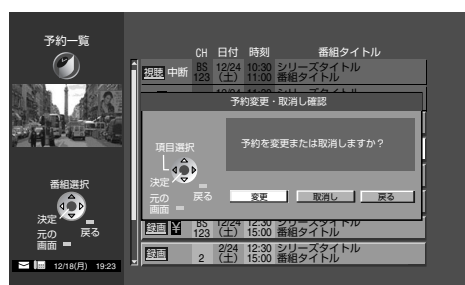 予約一覧
CH 日付 時刻 番組タイトル
視聴 中断 BS 12/24 10:30 シリーズタイトル
123 (土) 11:00 番組タイトル
予約変更・取消し確認
予約を変更または取消しますか？
項目選択
決定
元の 戻る
画面
変更 取消し 戻る
番組選択
決定
元の 戻る
画面
録画 ¥ BS 12/24 12:30 シリーズタイトル
123 (土) 15:00 番組タイトル
録画 2/24 12:30 シリーズタイトル
2 (土) 15:00 番組タイトル
12/18(月) 19:23